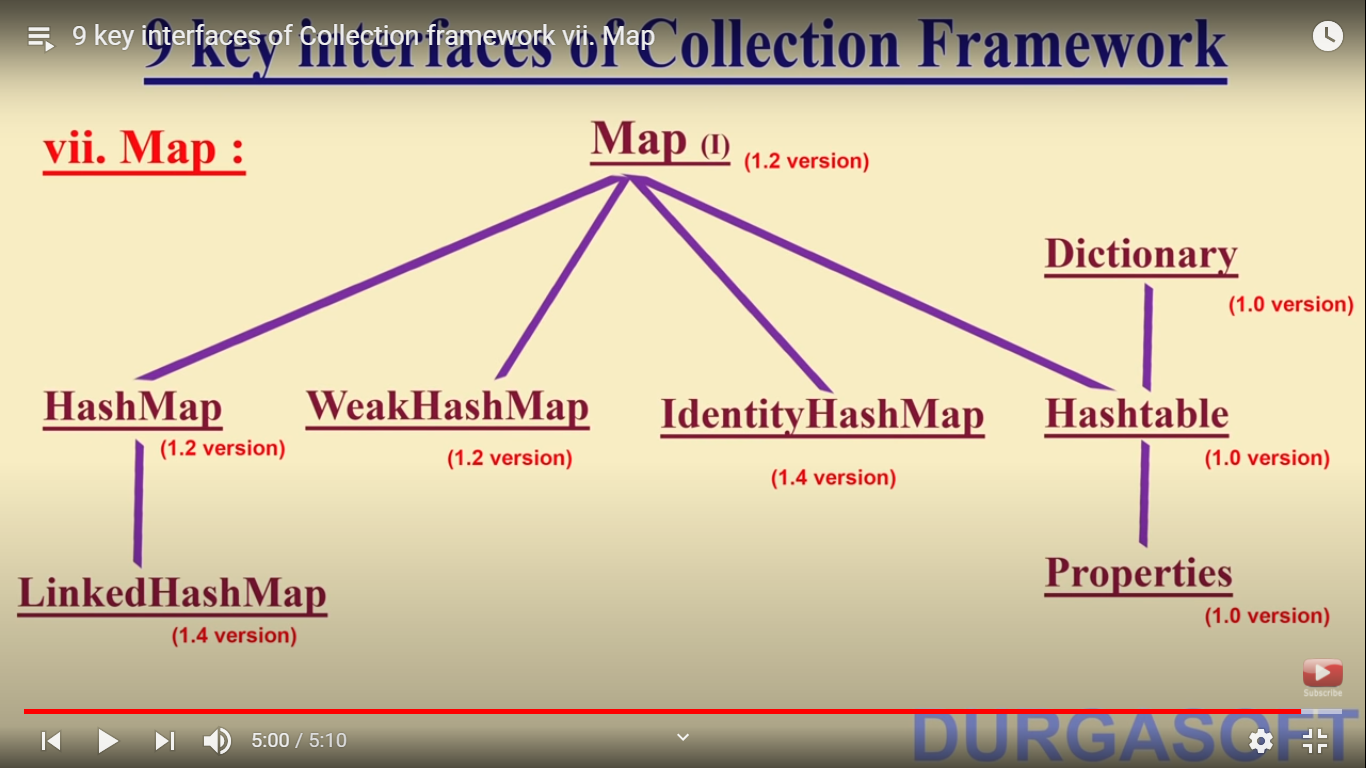 9 key interfaces of Collection framework vii. Map
9 key interfaces of Collection Framework
vii. Map :
Map (I)
(1.2 version)
Dictionary
(1.0 version)
HashMap
(1.2 version)
WeakHashMap
(1.2 version)
IdentityHashMap
(1.4 version)
Hashtable
(1.0 version)
LinkedHashMap
(1.4 version)
Properties
(1.0 version)
Subscribe
5:00 / 5:10
DURGASOFT